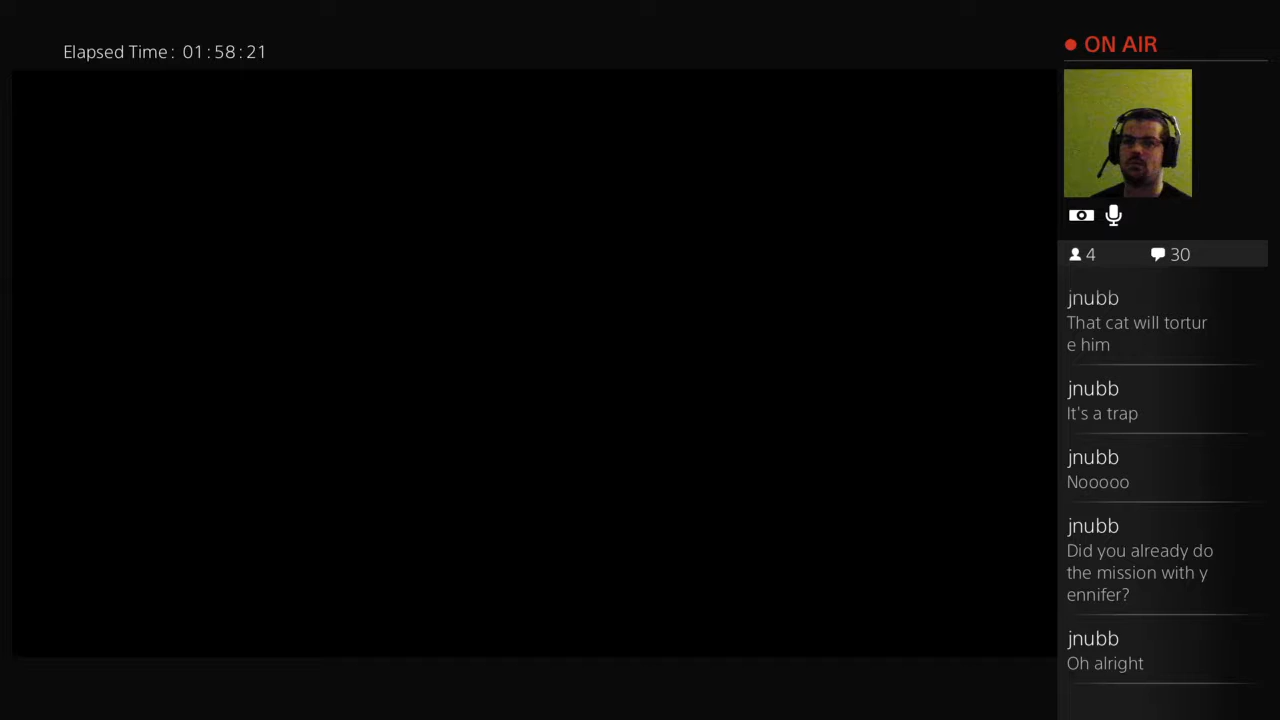 Elapsed Time: 01:58:21
ON AIR
4 30
jnubb
That cat will tortur
e him
jnubb
It's a trap
jnubb
Nooooo
jnubb
Did you already do
the mission with y
ennifer?
jnubb
Oh alright